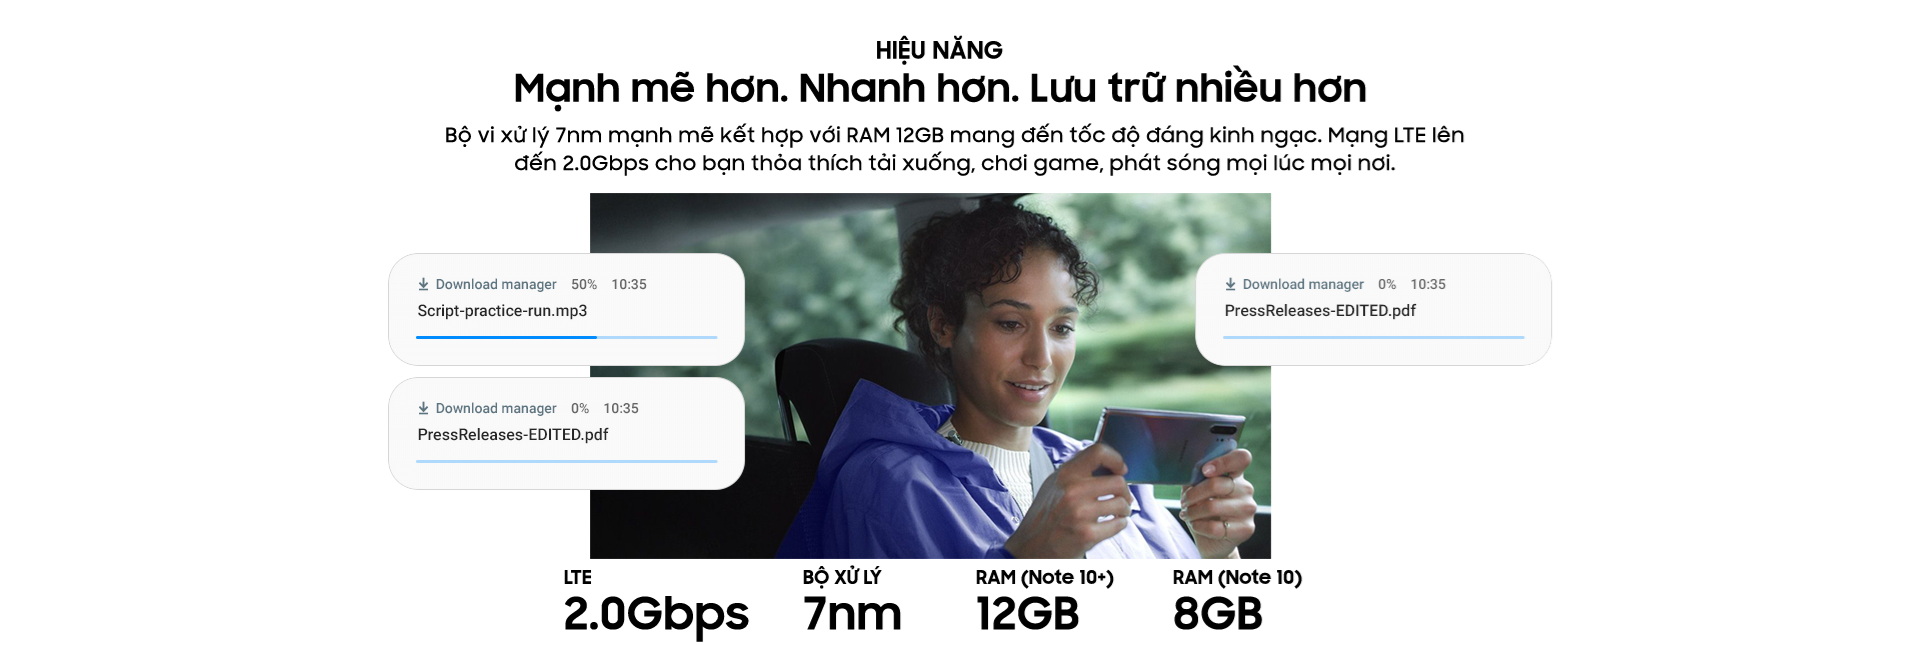 HIỆU NĂNG
Mạnh mẽ hơn. Nhanh hơn. Lưu trữ nhiều hơn
Bộ vi xử lý 7nm mạnh mẽ kết hợp với RAM 12GB mang đến tốc độ đáng kinh ngạc. Mạng LTE lên
đến 2.0Gbps cho bạn thỏa thích tải xuống, chơi game, phát sóng mọi lúc mọi nơi.
Download manager 50% 10:35
Script-practice-run.mp3
Download manager 0% 10:35
PressReleases-EDITED.pdf
Download manager 0% 10:35
PressReleases-EDITED.pdf
LTE
2.0Gbps
BỘ XỬ LÝ
7nm
RAM (Note 10+)
12GB
RAM (Note 10)
8GB